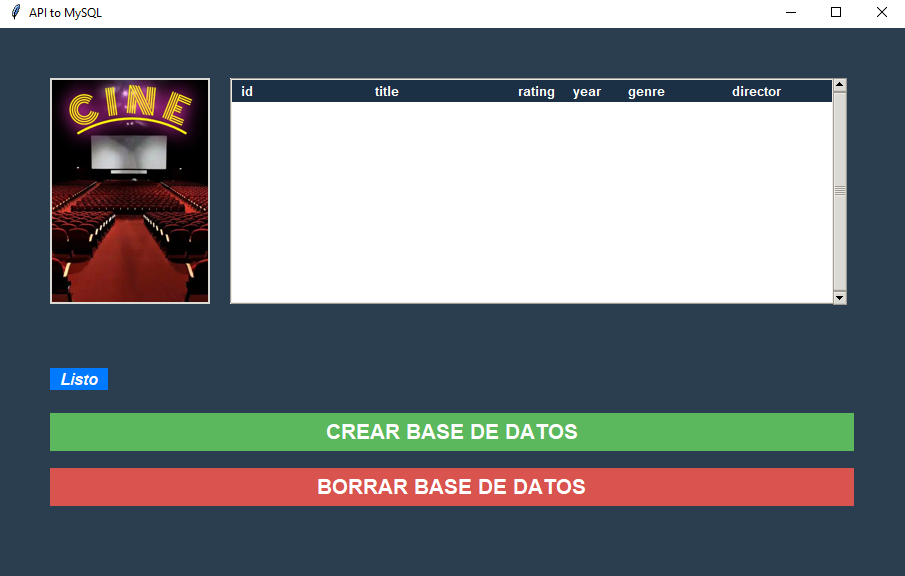 API to MySQL
CINE
id title rating year genre director
Listo
CREAR BASE DE DATOS
BORRAR BASE DE DATOS